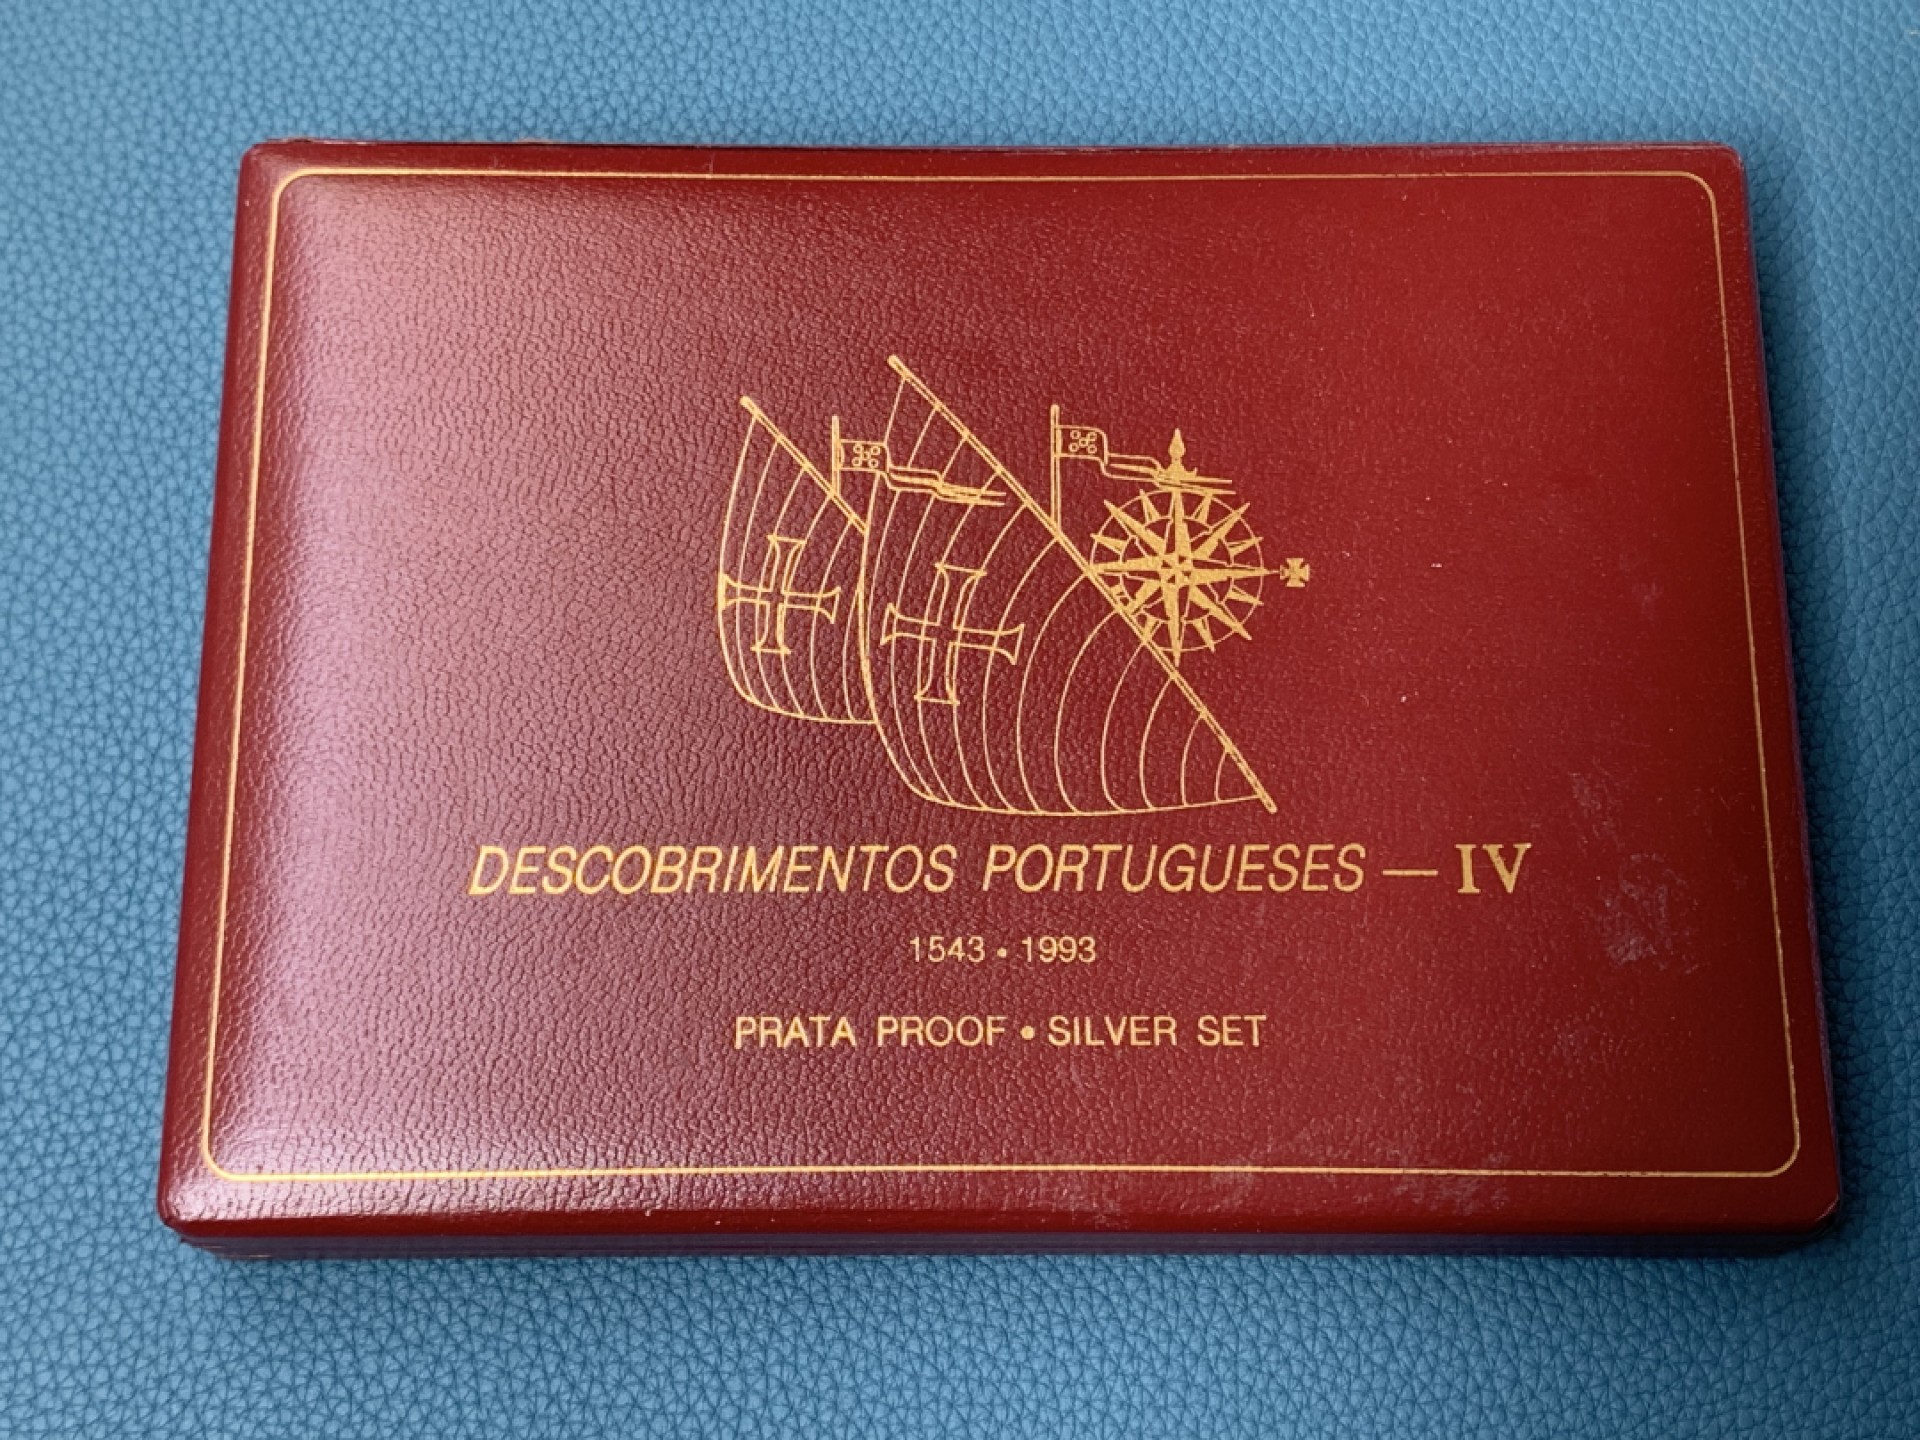 DESCOBRIMENTOS PORTUGUESES — IV
1543 • 1993
PRATA PROOF • SILVER SET